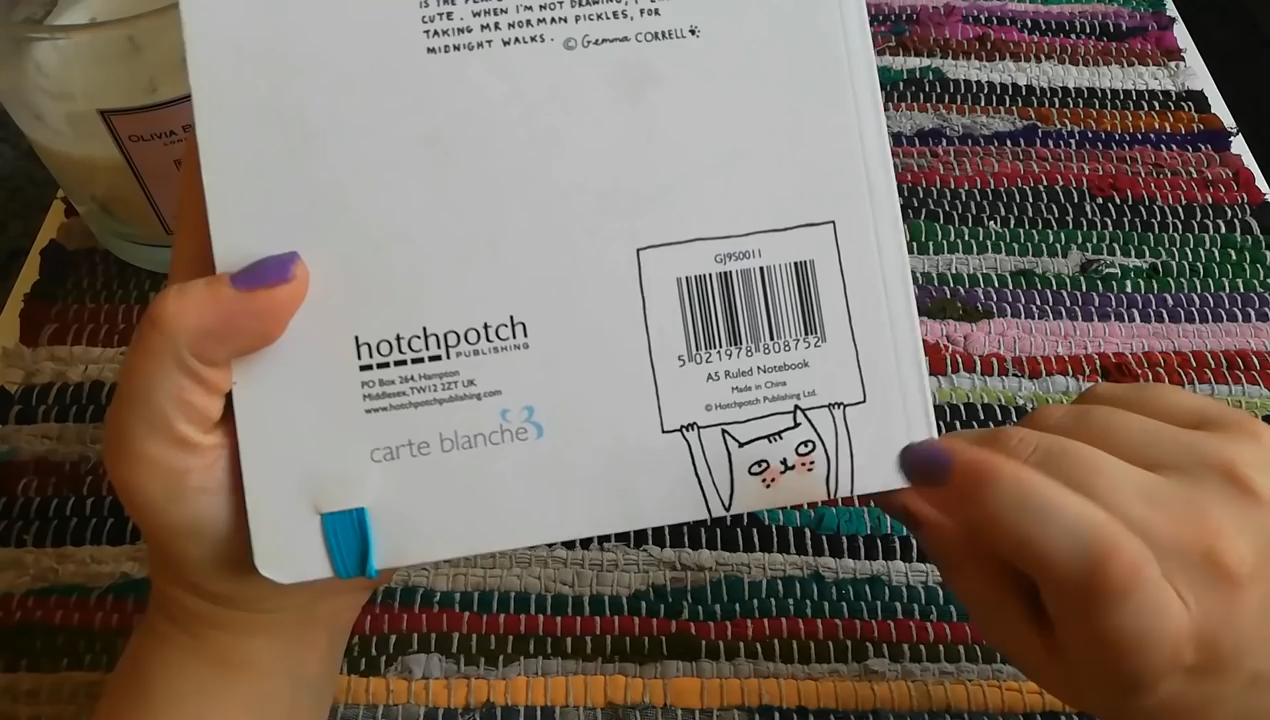 CUTE. WHEN I'M NOT DRAWING, I
TAKING MR NORMAN PICKLES, FOR
MIDNIGHT WALKS. © Gemma CORRELL
OLIVIA
GJ9S0011
5 021978 808752
A5 Ruled Notebook
Made in China
© Hotchpotch Publishing Ltd.
hotchpotch
PUBLISHING
PO Box 264, Hampton
Middlesex, TW12 2ZT UK
www.hotchpotchpublishing.com
carte blanche